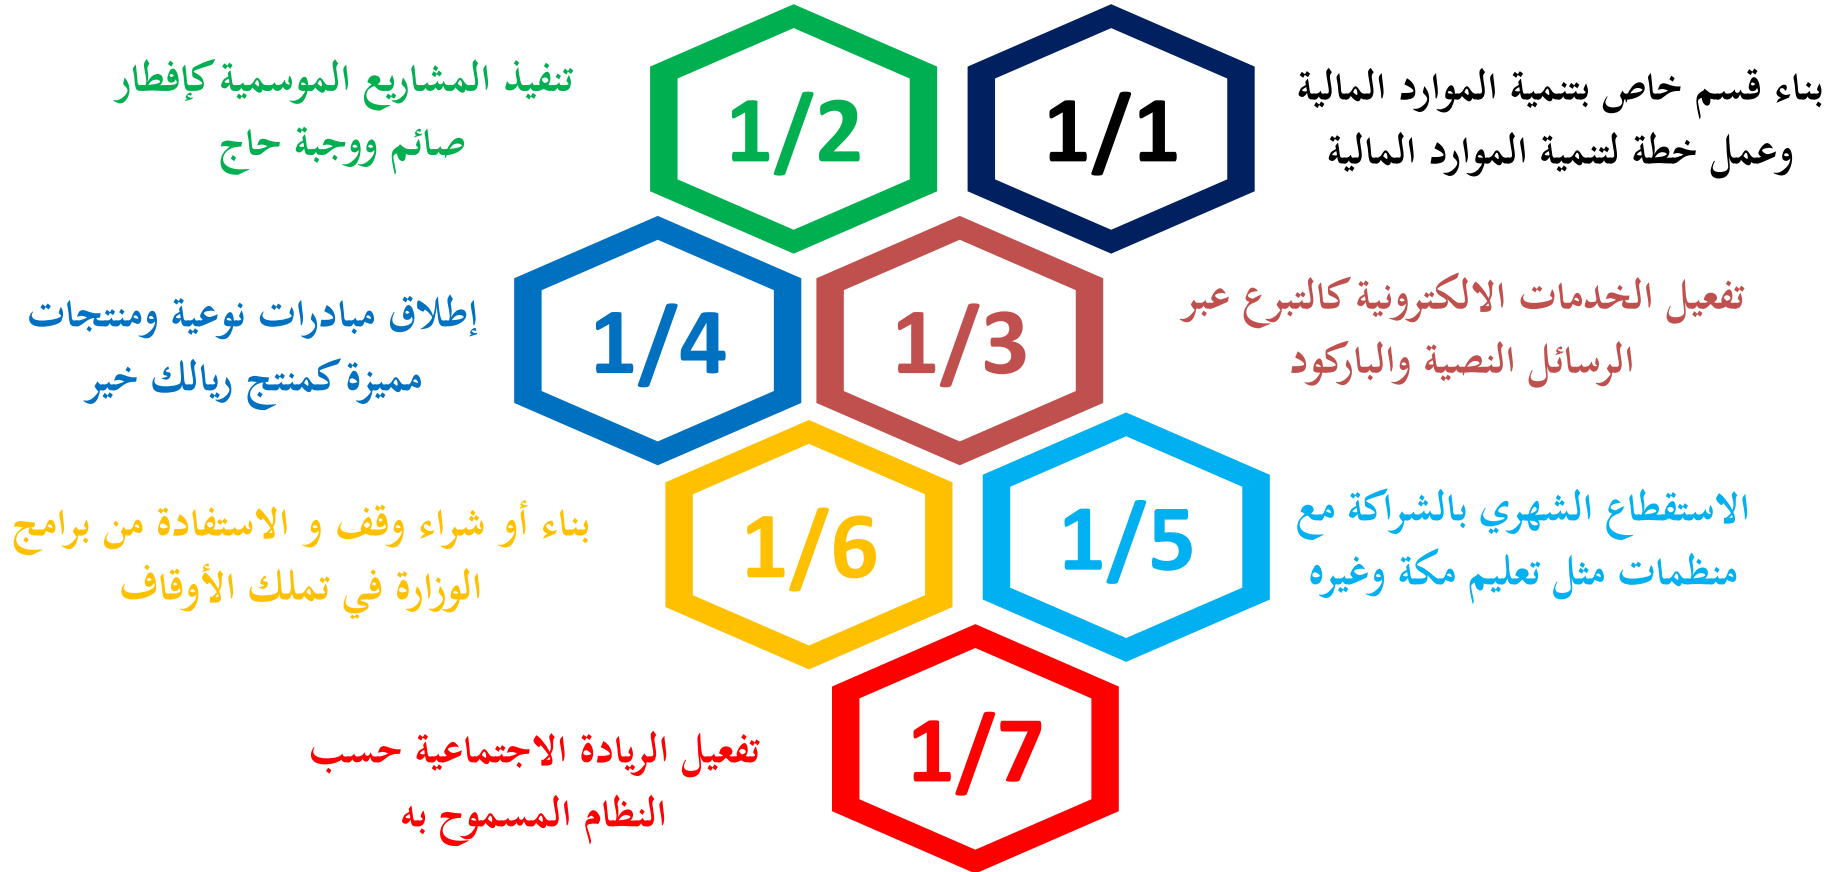 1/1
بناء قسم خاص بتنمية الموارد المالية
وعمل خطة لتنمية الموارد المالية
1/2
تنفيذ المشاريع الموسمية كإفطار
صائم ووجبة حاج
1/3
تفعيل الخدمات الالكترونية كالتبرع عبر
الرسائل النصية والباركود
1/4
إطلاق مبادرات نوعية ومنتجات
مميزة كمنتج ريالك خير
1/5
الاستقطاع الشهري بالشراكة مع
منظمات مثل تعليم مكة وغيره
1/6
بناء أو شراء وقف و الاستفادة من برامج
الوزارة في تملك الأوقاف
1/7
تفعيل الريادة الاجتماعية حسب
النظام المسموح به